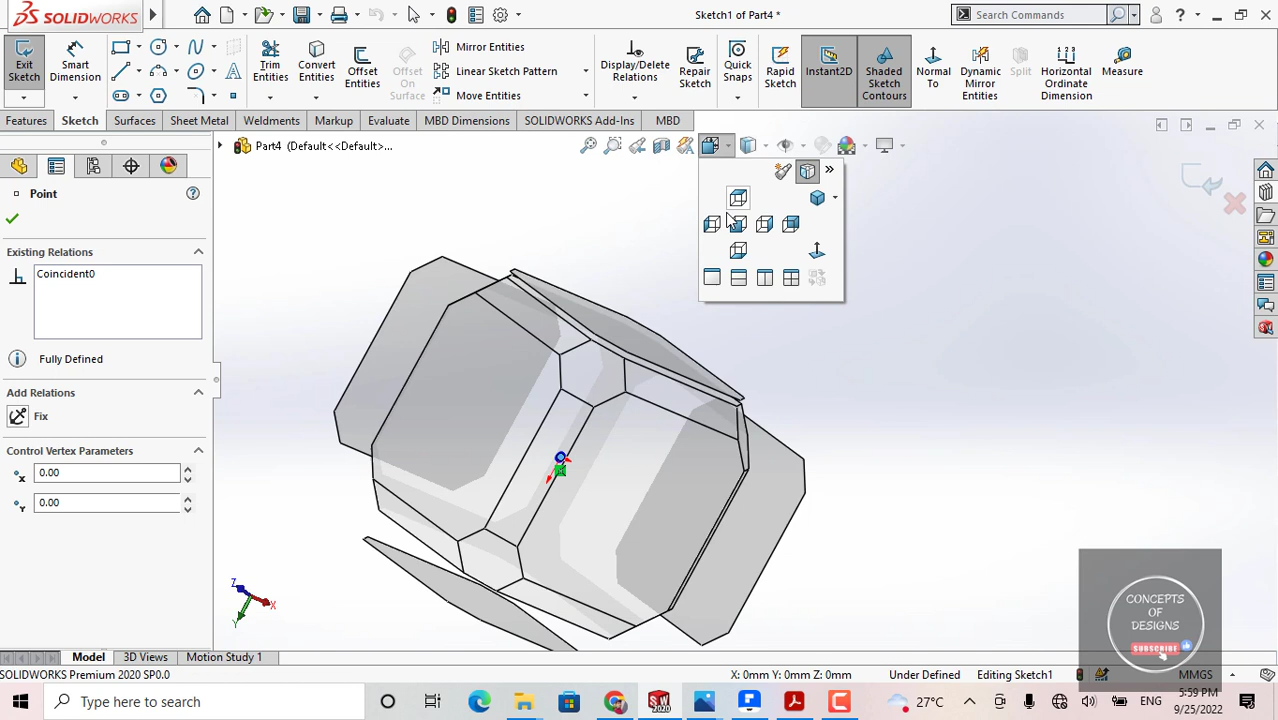 SOLIDWORKS
Sketch1 of Part4 *
Search Commands
Exit Sketch
Smart Dimension
Trim Entities
Convert Entities
Offset Entities
Offset On Surface
Mirror Entities
Linear Sketch Pattern
Move Entities
Display/Delete Relations
Repair Sketch
Quick Snaps
Rapid Sketch
Instant2D
Shaded Sketch Contours
Normal To
Dynamic Mirror Entities
Split
Horizontal Ordinate Dimension
Measure
Features
Sketch
Surfaces
Sheet Metal
Weldments
Markup
Evaluate
MBD Dimensions
SOLIDWORKS Add-Ins
MBD
Part4 (Default<<Default>...
Point
Existing Relations
Coincident0
Fully Defined
Add Relations
Fix
Control Vertex Parameters
0.00
0.00
Z
X
Y
CONCEPTS
OF
DESIGNS
SUBSCRIBE
Model
3D Views
Motion Study 1
SOLIDWORKS Premium 2020 SP0.0
X: 0mm Y: 0mm Z: 0mm
Under Defined
Editing Sketch1
MMGS
Type here to search
SW
2020
27°C
ENG
5:59 PM
9/25/2022